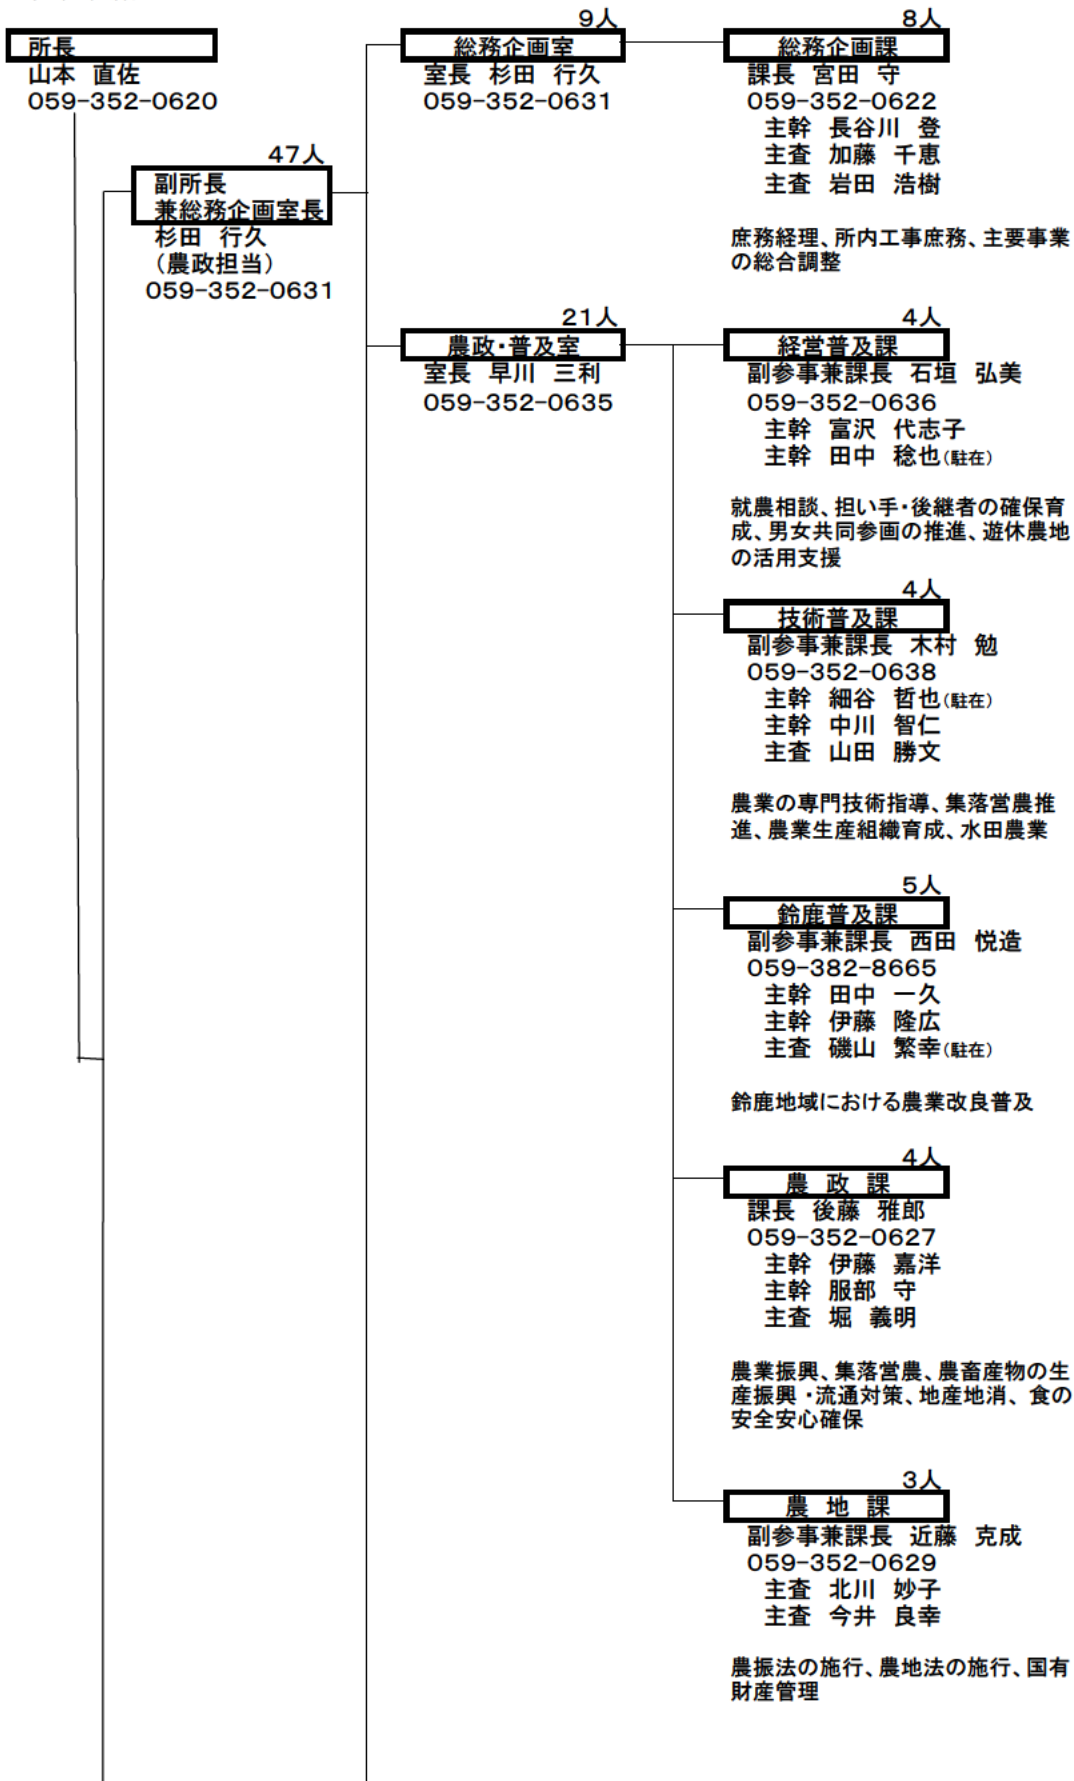 所長
山本 直佐
059-352-0620
47人
副所長
兼総務企画室長
杉田 行久
(農政担当)
059-352-0631
9人
総務企画室
室長 杉田 行久
059-352-0631
8人
総務企画課
課長 宮田 守
059-352-0622
主幹 長谷川 登
主査 加藤 千恵
主査 岩田 浩樹
庶務経理、所内工事庶務、主要事業
の総合調整
21人
農政・普及室
室長 早川 三利
059-352-0635
4人
経営普及課
副参事兼課長 石垣 弘美
059-352-0636
主幹 富沢 代志子
主幹 田中 稔也(駐在)
就農相談、担い手・後継者の確保育
成、男女共同参画の推進、遊休農地
の活用支援
4人
技術普及課
副参事兼課長 木村 勉
059-352-0638
主幹 細谷 哲也(駐在)
主幹 中川 智仁
主査 山田 勝文
農業の専門技術指導、集落営農推
進、農業生産組織育成、水田農業
5人
鈴鹿普及課
副参事兼課長 西田 悦造
059-382-8665
主幹 田中 一久
主幹 伊藤 隆広
主査 磯山 繁幸(駐在)
鈴鹿地域における農業改良普及
4人
農 政 課
課長 後藤 雅郎
059-352-0627
主幹 伊藤 嘉洋
主幹 服部 守
主査 堀 義明
農業振興、集落営農、農畜産物の生
産振興・流通対策、地産地消、食の
安全安心確保
3人
農 地 課
副参事兼課長 近藤 克成
059-352-0629
主査 北川 妙子
主査 今井 良幸
農振法の施行、農地法の施行、国有
財産管理